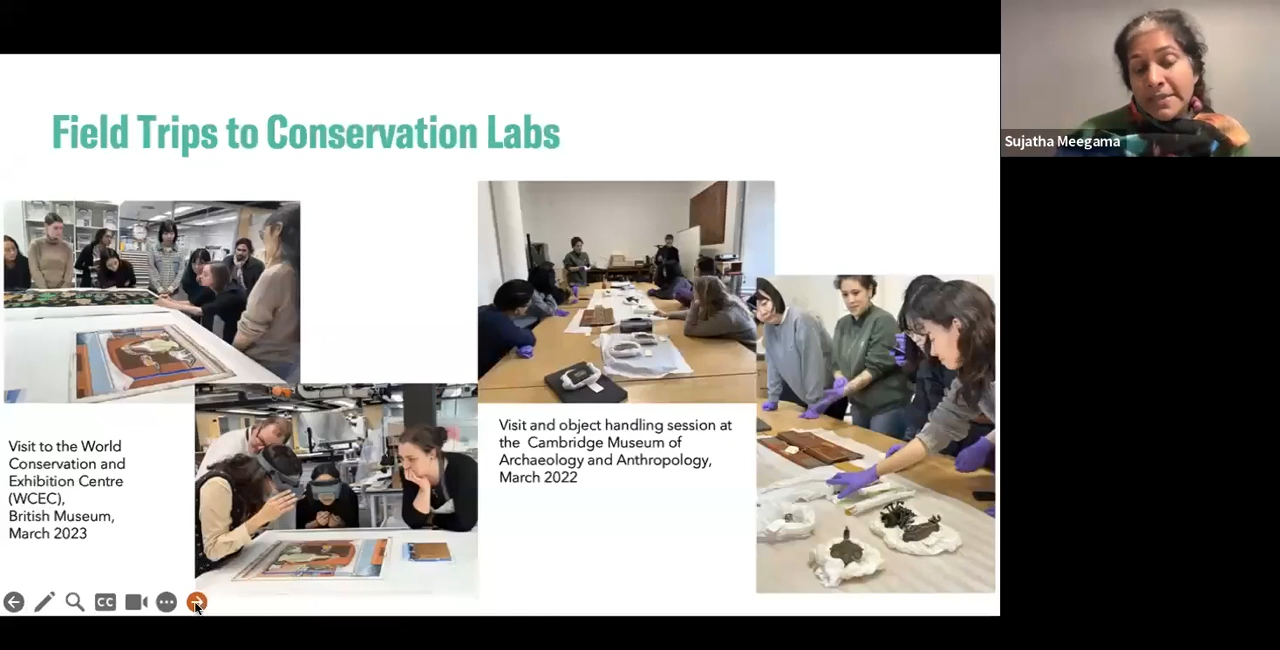 Field Trips to Conservation Labs
Sujatha Meegama
Visit to the World
Conservation and
Exhibition Centre
(WCEC),
British Museum,
March 2023
Visit and object handling session at
the Cambridge Museum of
Archaeology and Anthropology,
March 2022
CC